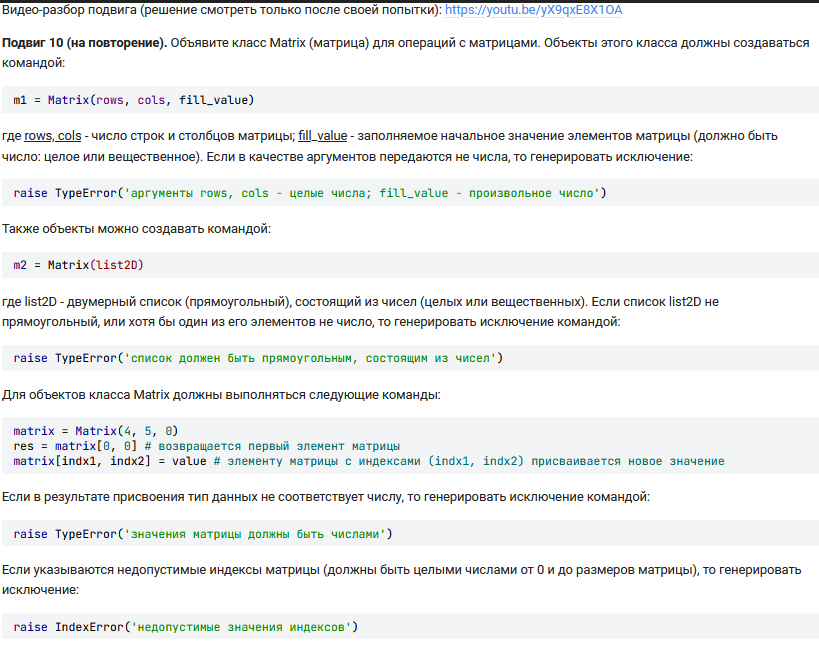 Видео-разбор подвига (решение смотреть только после своей попытки): https://youtu.be/yX9qxE8X1OA
Подвиг 10 (на повторение). Объявите класс Matrix (матрица) для операций с матрицами. Объекты этого класса должны создаваться
командой:
m1 = Matrix(rows, cols, fill_value)
где rows, cols - число строк и столбцов матрицы; fill_value - заполняемое начальное значение элементов матрицы (должно быть
число: целое или вещественное). Если в качестве аргументов передаются не числа, то генерировать исключение:
raise TypeError('аргументы rows, cols - целые числа; fill_value - произвольное число')
Также объекты можно создавать командой:
m2 = Matrix(list2D)
где list2D - двумерный список (прямоугольный), состоящий из чисел (целых или вещественных). Если список list2D не
прямоугольный, или хотя бы один из его элементов не число, то генерировать исключение командой:
raise TypeError('список должен быть прямоугольным, состоящим из чисел')
Для объектов класса Matrix должны выполняться следующие команды:
matrix = Matrix(4, 5, 0)
res = matrix[0, 0] # возвращается первый элемент матрицы
matrix[indx1, indx2] = value # элементу матрицы с индексами (indx1, indx2) присваивается новое значение
Если в результате присвоения тип данных не соответствует числу, то генерировать исключение командой:
raise TypeError('значения матрицы должны быть числами')
Если указываются недопустимые индексы матрицы (должны быть целыми числами от 0 и до размеров матрицы), то генерировать
исключение:
raise IndexError('недопустимые значения индексов')